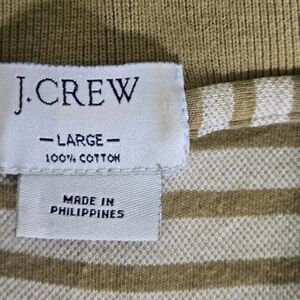 J.CREW
— LARGE —
100% COTTON
MADE IN
PHILIPPINES